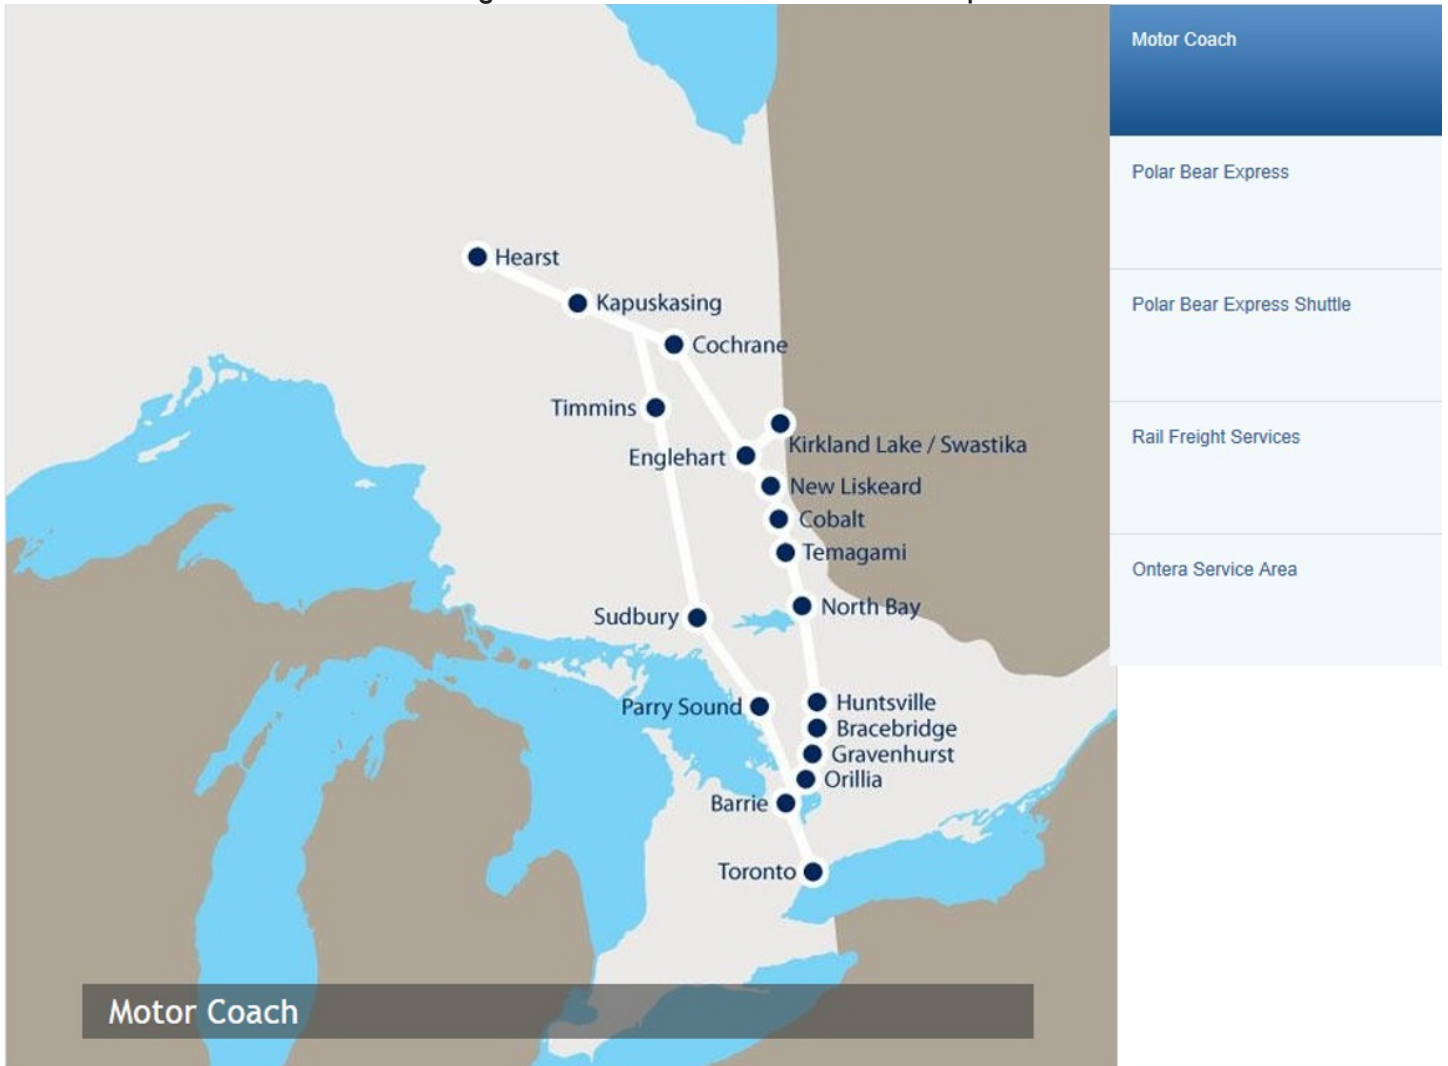 Motor Coach
Polar Bear Express
Polar Bear Express Shuttle
Rail Freight Services
Ontera Service Area
Hearst
Kapuskasing
Cochrane
Timmins
Kirkland Lake / Swastika
Englehart
New Liskeard
Cobalt
Temagami
North Bay
Sudbury
Huntsville
Parry Sound
Bracebridge
Gravenhurst
Orillia
Barrie
Toronto
Motor Coach